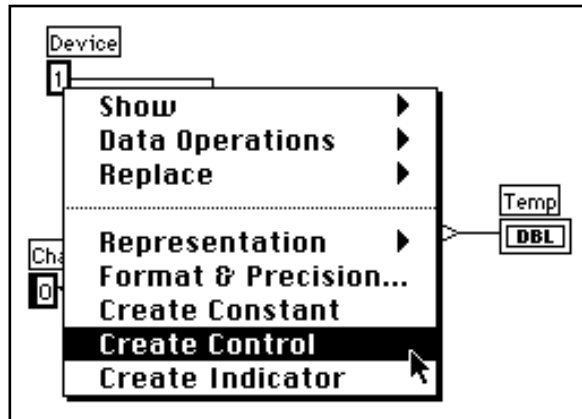 Device
1
Show
Data Operations
Replace
Representation
Format & Precision...
Create Constant
Create Control
Create Indicator
0
Temp
DBL